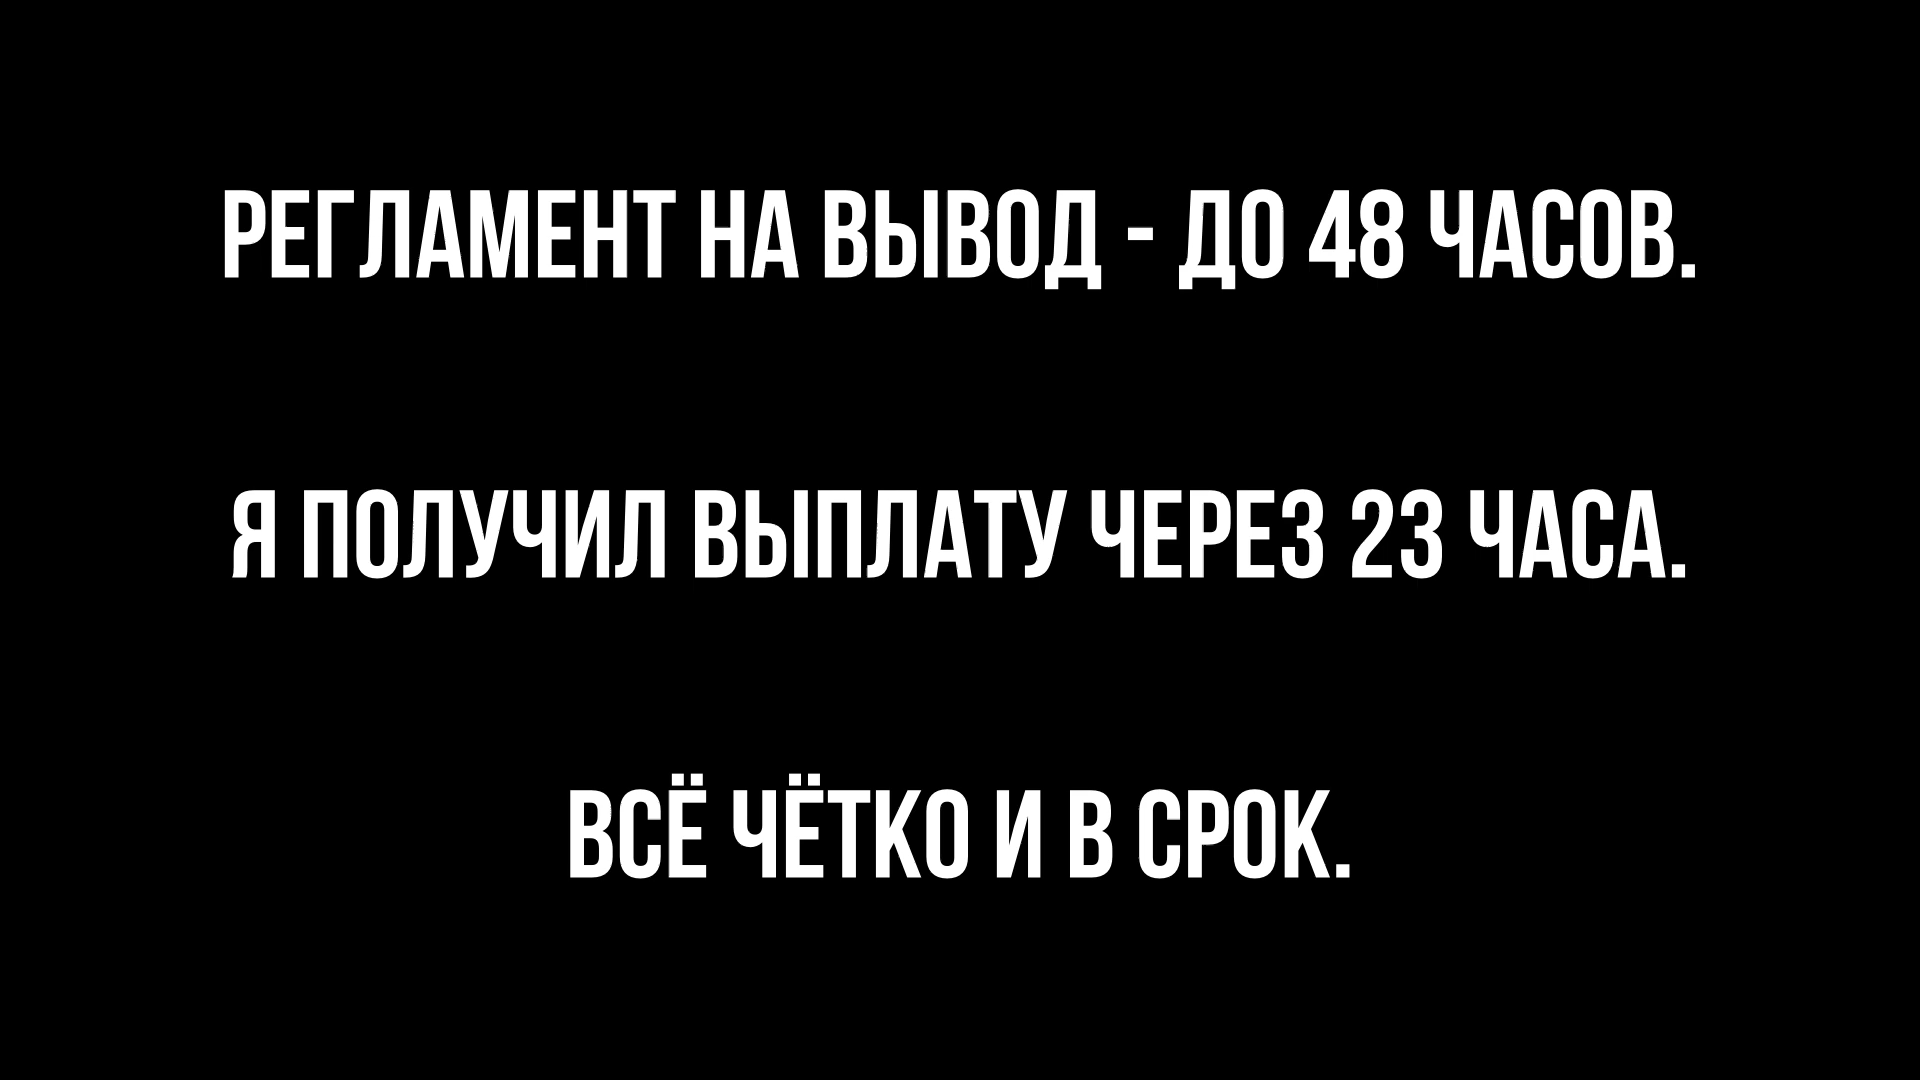 РЕГЛАМЕНТ НА ВЫВОД - ДО 48 ЧАСОВ.
Я ПОЛУЧИЛ ВЫПЛАТУ ЧЕРЕЗ 23 ЧАСА.
ВСЁ ЧЁТКО И В СРОК.